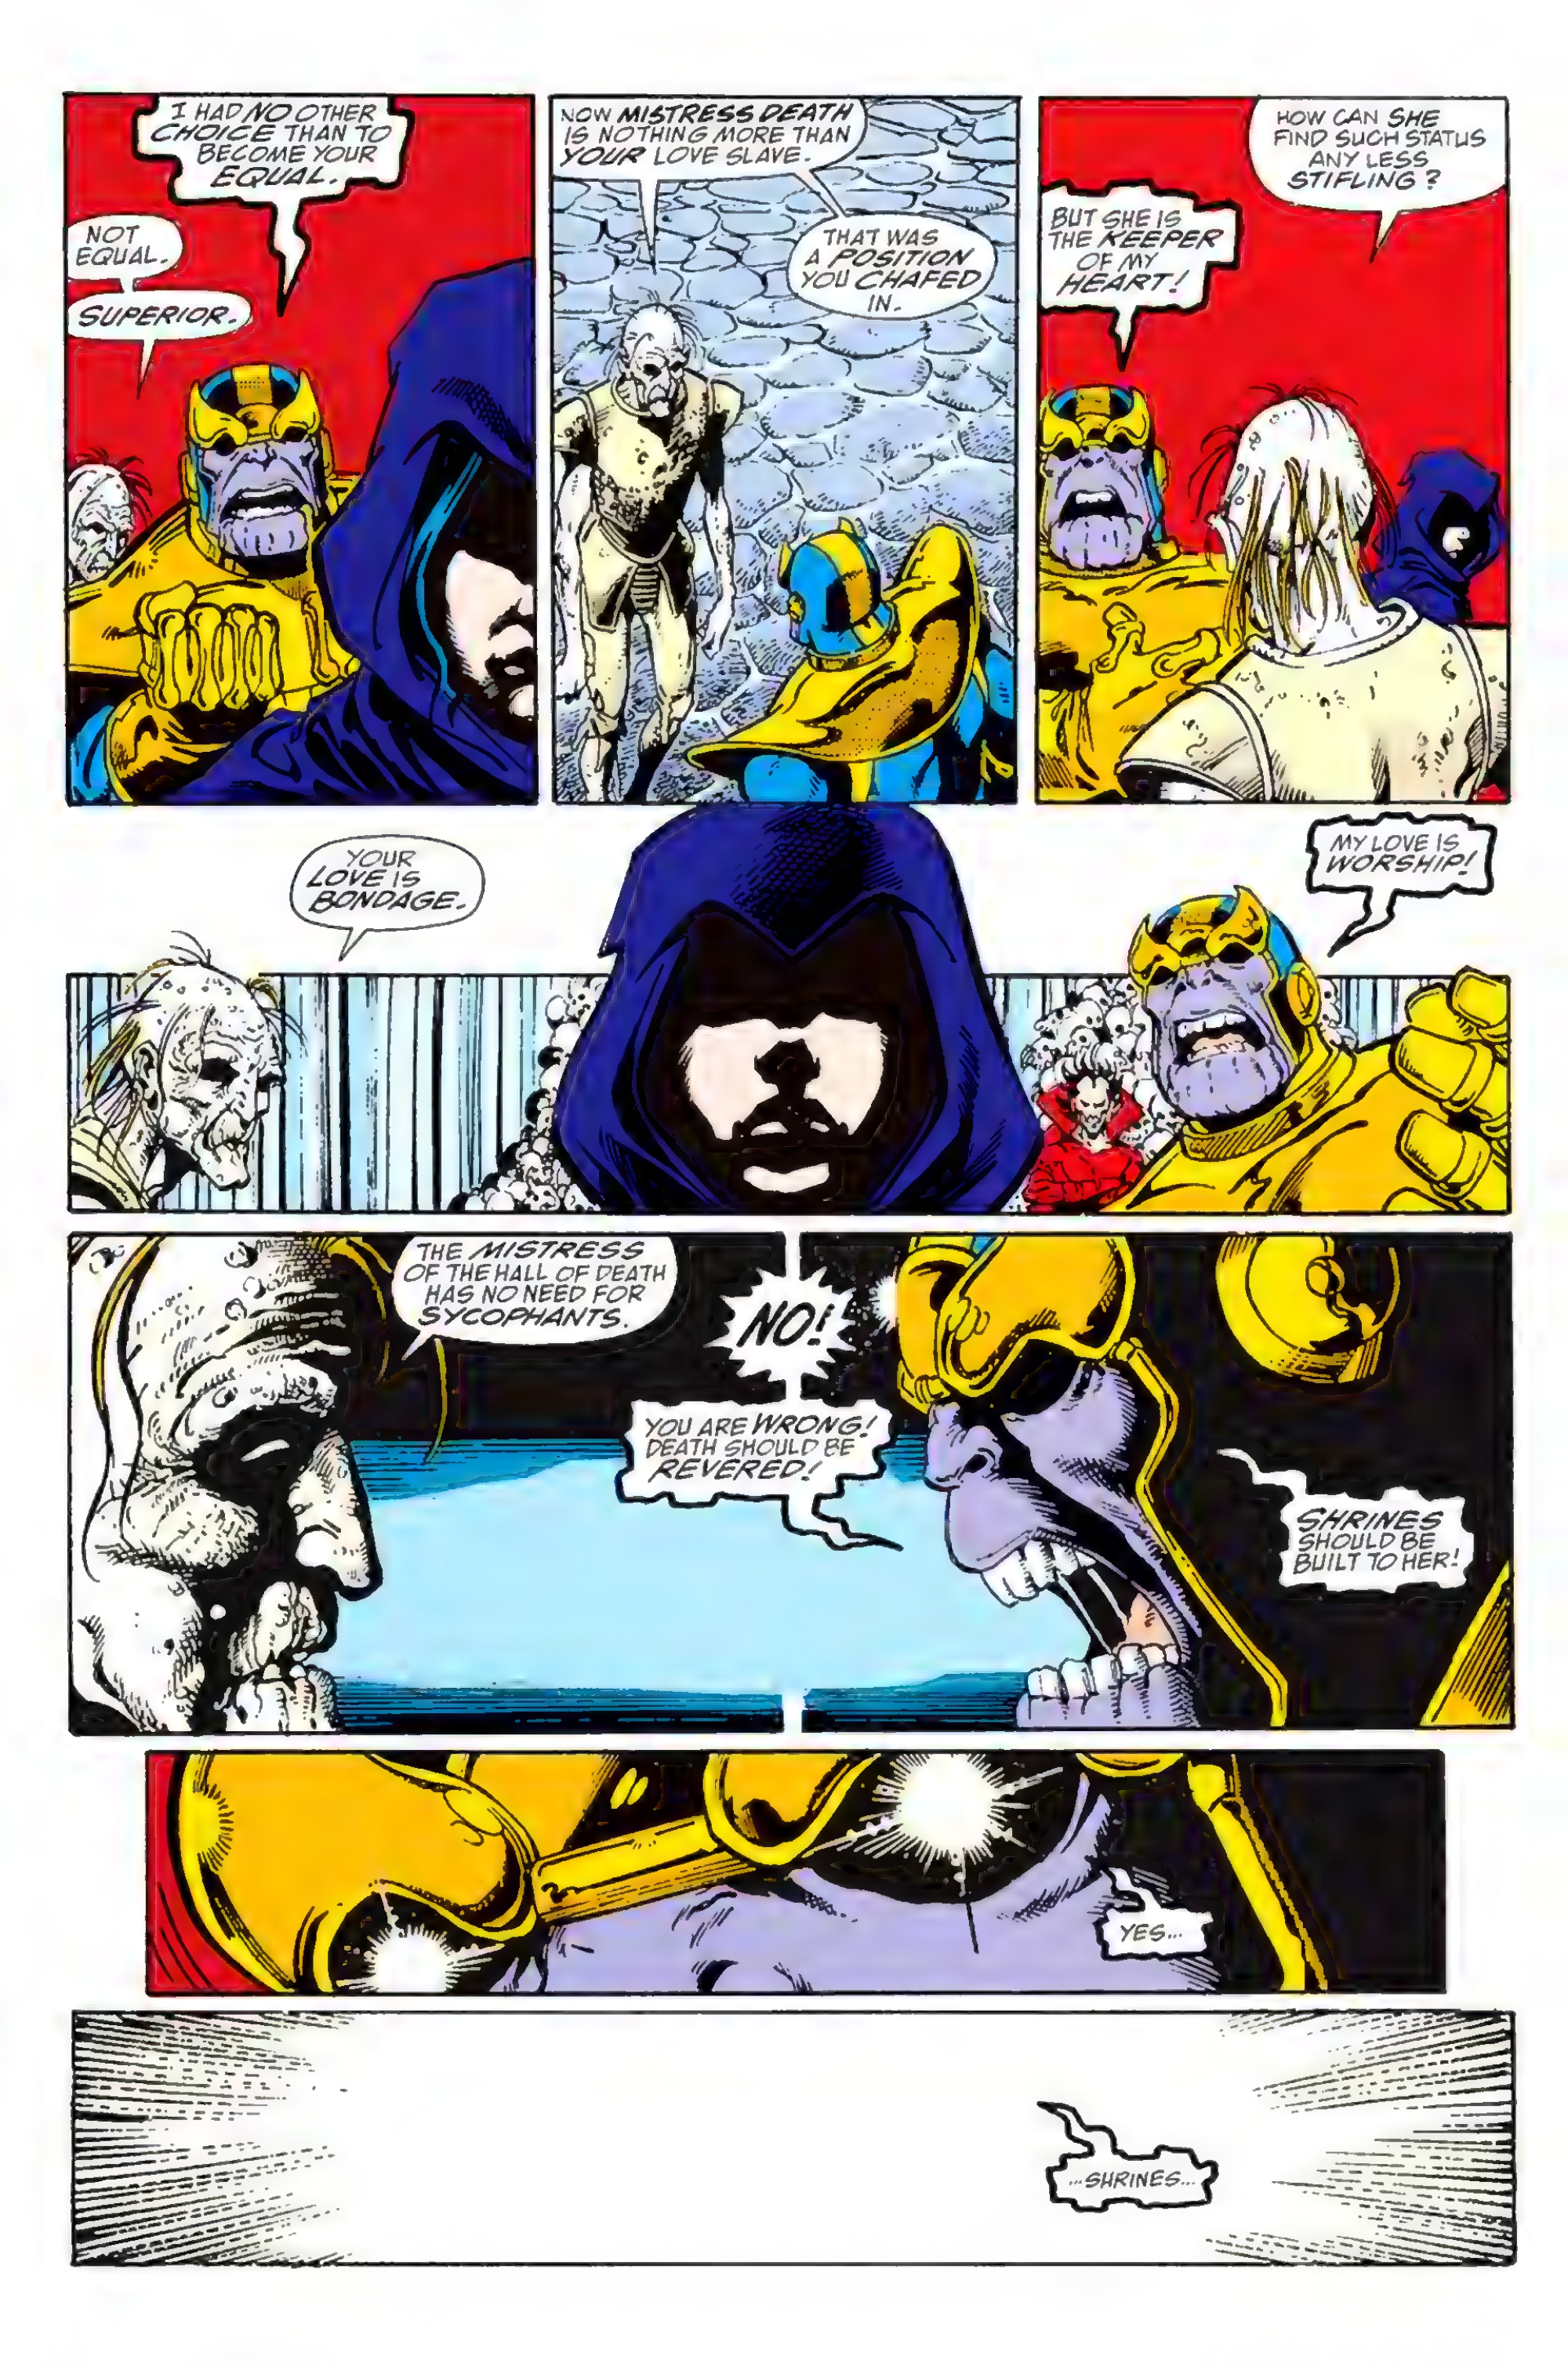 I HAD NO OTHER
CHOICE THAN TO
BECOME YOUR
EQUAL.
NOT
EQUAL.
SUPERIOR.
NOW MISTRESS DEATH
IS NOTHING MORE THAN
YOUR LOVE SLAVE.
THAT WAS
A POSITION
YOU CHAFED
IN.
BUT SHE IS
THE KEEPER
OF MY
HEART!
HOW CAN SHE
FIND SUCH STATUS
ANY LESS
STIFLING?
YOUR
LOVE IS
BONDAGE.
MY LOVE IS
WORSHIP!
THE MISTRESS
OF THE HALL OF DEATH
HAS NO NEED FOR
SYCOPHANTS.
NO!
YOU ARE WRONG!
DEATH SHOULD BE
REVERED!
SHRINES
SHOULD BE
BUILT TO HER!
YES...
...SHRINES...